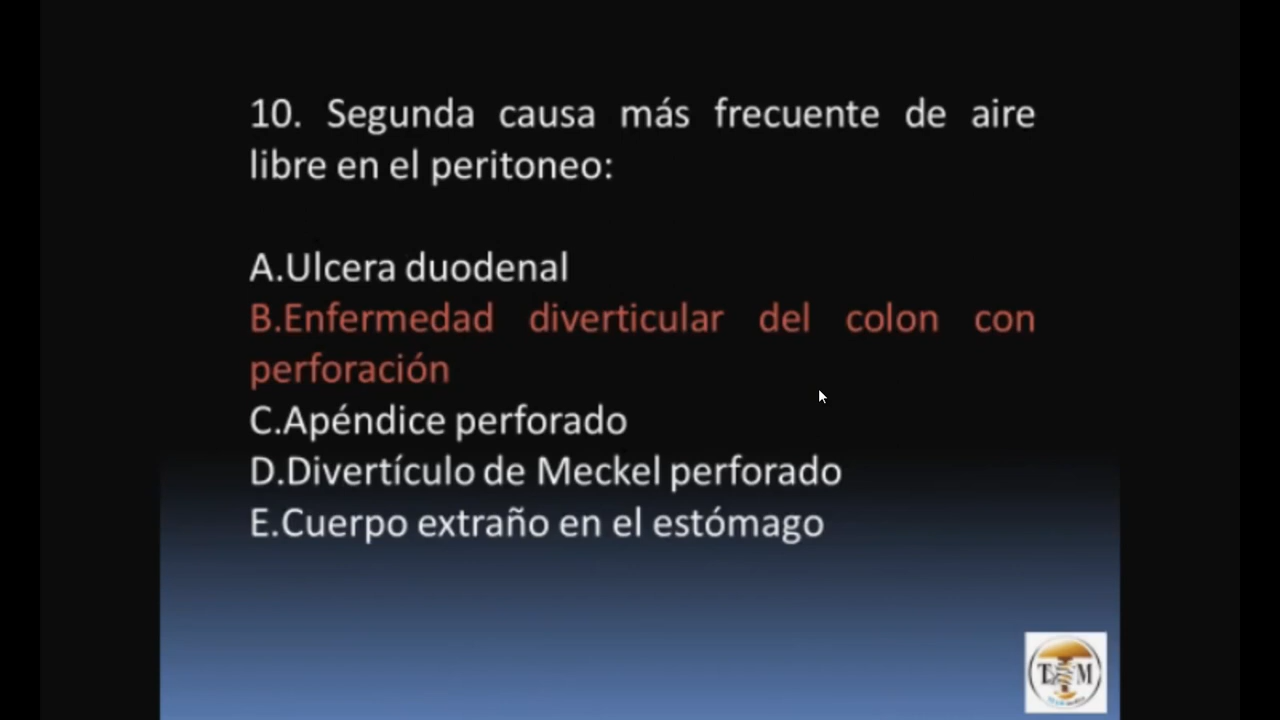 10. Segunda causa más frecuente de aire
libre en el peritoneo:
A.Ulcera duodenal
B.Enfermedad diverticular del colon con
perforación
C.Apéndice perforado
D.Divertículo de Meckel perforado
E.Cuerpo extraño en el estómago